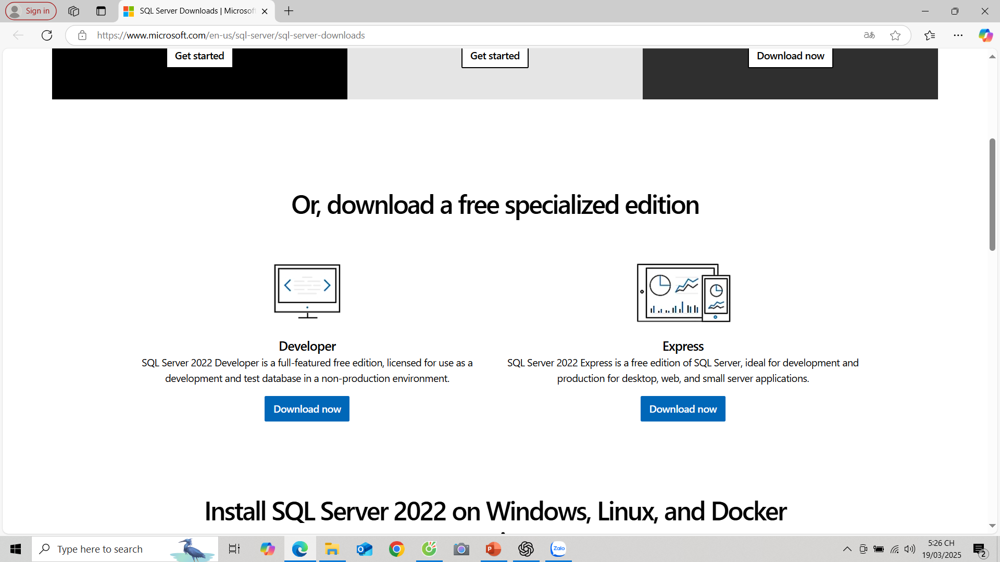 Sign in
SQL Server Downloads | Microsoft
https://www.microsoft.com/en-us/sql-server/sql-server-downloads
Get started
Get started
Download now
Or, download a free specialized edition
Developer
SQL Server 2022 Developer is a full-featured free edition, licensed for use as a
development and test database in a non-production environment.
Download now
Express
SQL Server 2022 Express is a free edition of SQL Server, ideal for development and
production for desktop, web, and small server applications.
Download now
Install SQL Server 2022 on Windows, Linux, and Docker
Type here to search
Zalo
5:26 CH
19/03/2025
2